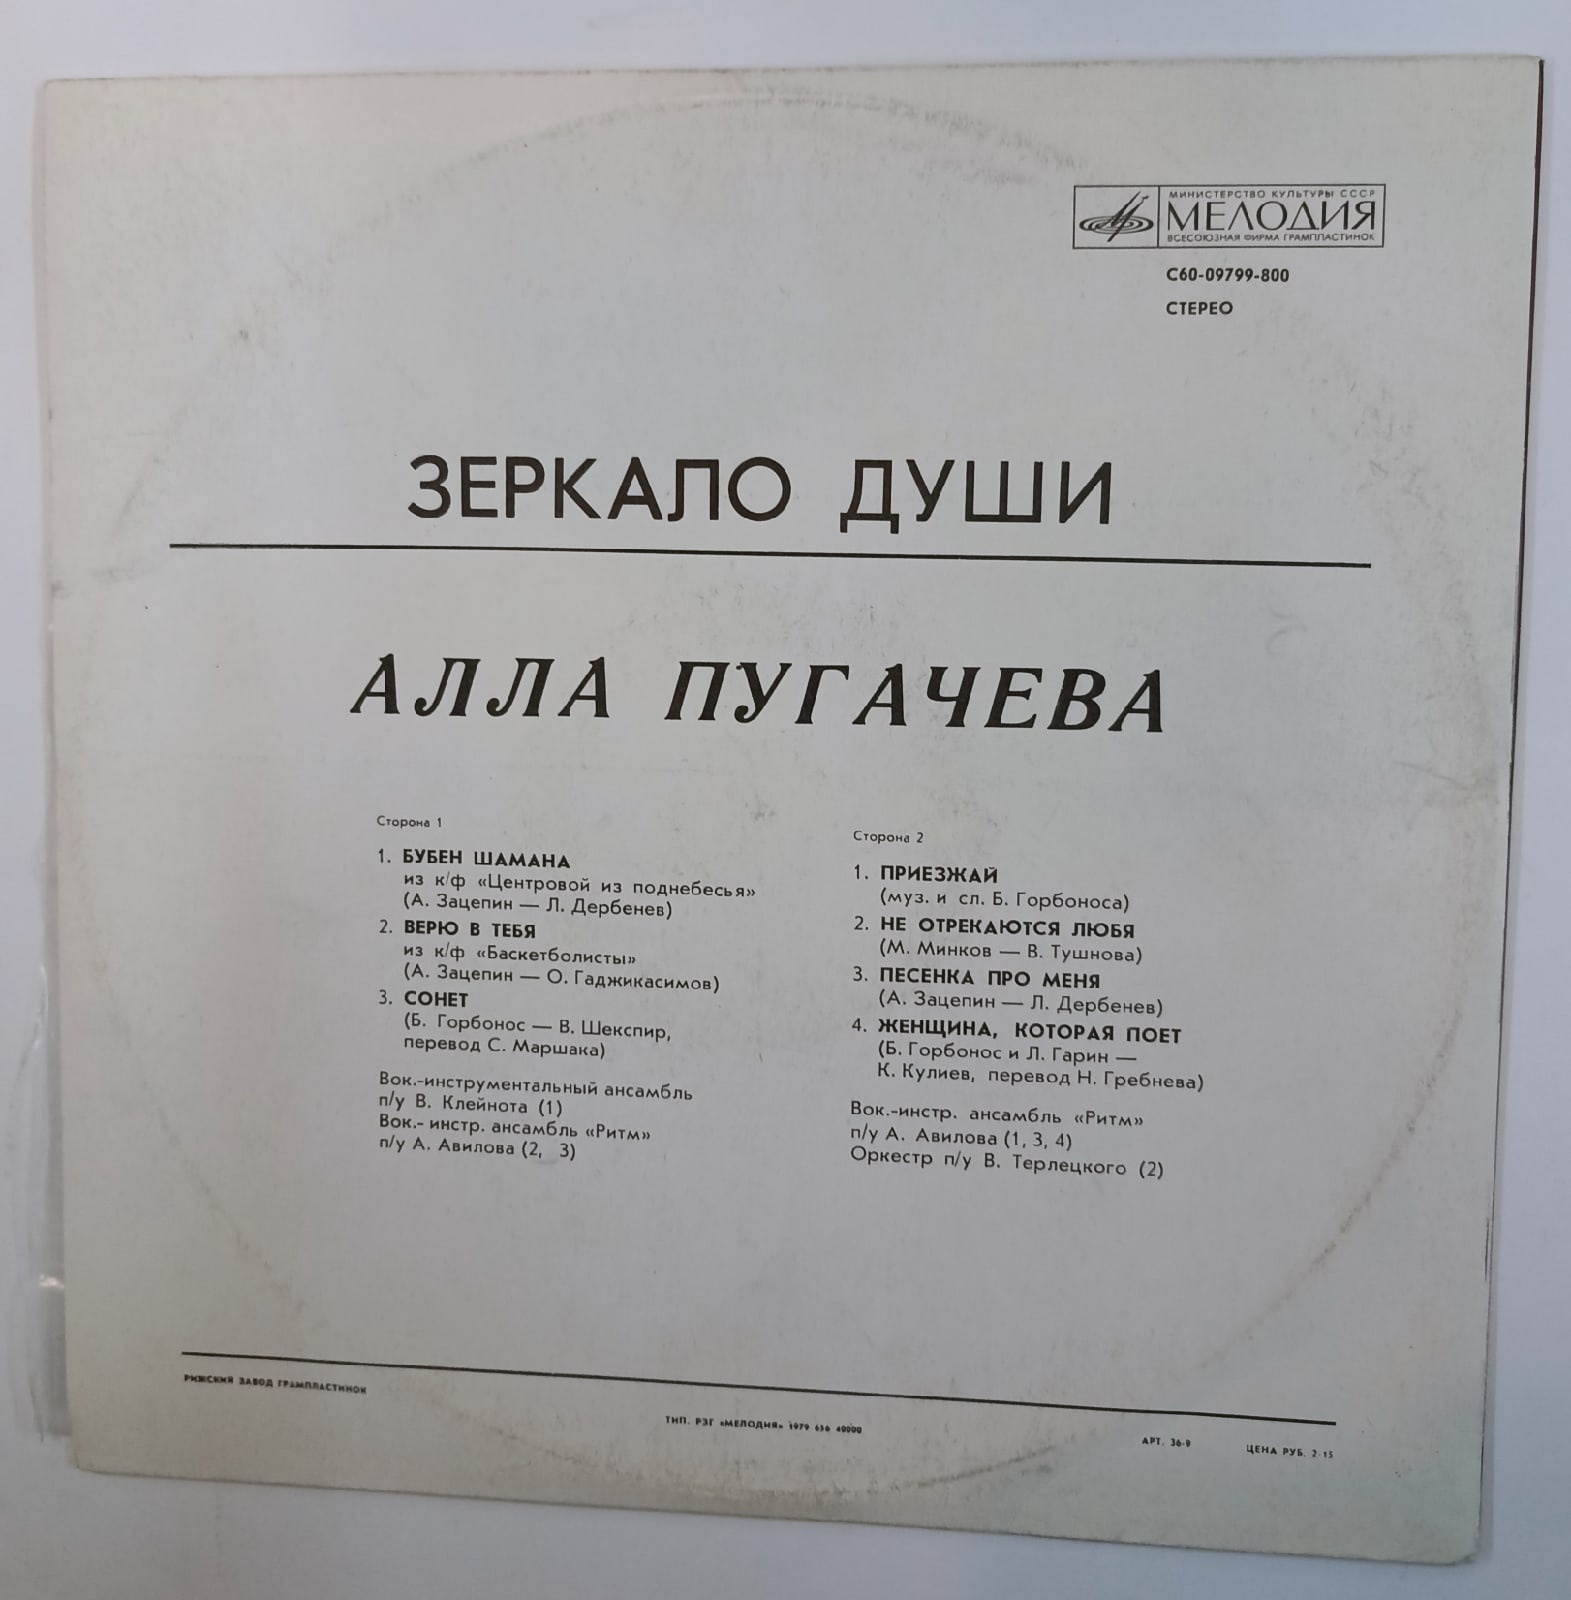 МИНИСТЕРСТВО КУЛЬТУРЫ СССР
МЕЛОДИЯ
ВСЕСОЮЗНАЯ ФИРМА ГРАМПЛАСТИНОК
С60-09799-800
СТЕРЕО
ЗЕРКАЛО ДУШИ
АЛЛА ПУГАЧЕВА
Сторона 1
1. БУБЕН ШАМАНА
из к/ф «Центровой из поднебесья»
(А. Зацепин — Л. Дербенев)
2. ВЕРЮ В ТЕБЯ
из к/ф «Баскетболисты»
(А. Зацепин — О. Гаджикасимов)
3. СОНЕТ
(Б. Горбонос — В. Шекспир,
перевод С. Маршака)
Вок.-инструментальный ансамбль
п/у В. Клейнота (1)
Вок.- инстр. ансамбль «Ритм»
п/у А. Авилова (2, 3)
Сторона 2
1. ПРИЕЗЖАЙ
(муз. и сл. Б. Горбоноса)
2. НЕ ОТРЕКАЮТСЯ ЛЮБЯ
(М. Минков — В. Тушнова)
3. ПЕСЕНКА ПРО МЕНЯ
(А. Зацепин — Л. Дербенев)
4. ЖЕНЩИНА, КОТОРАЯ ПОЕТ
(Б. Горбонос и Л. Гарин —
К. Кулиев, перевод Н. Гребнева)
Вок.-инстр. ансамбль «Ритм»
п/у А. Авилова (1, 3, 4)
Оркестр п/у В. Терлецкого (2)
РИЖСКИЙ ЗАВОД ГРАМПЛАСТИНОК
ТИП. РЗГ «МЕЛОДИЯ» 1979 40000
АРТ. 36-9
ЦЕНА РУБ. 2-15